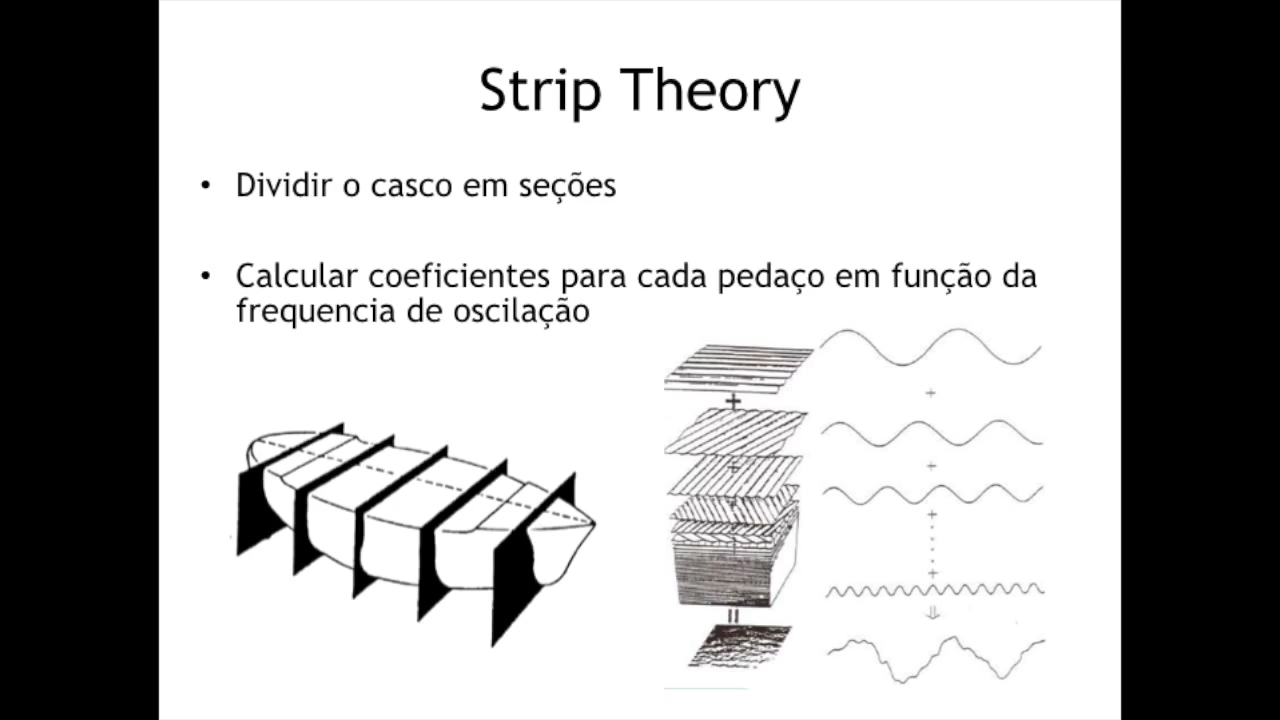 Strip Theory
• Dividir o casco em seções
• Calcular coeficientes para cada pedaço em função da
frequencia de oscilação